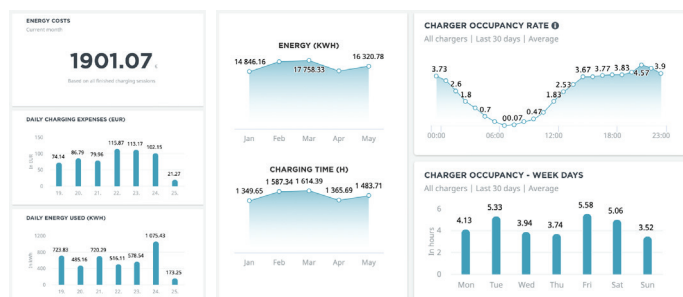 ENERGY COSTS
Current month
1901.07 €
Based on all finished charging sessions
DAILY CHARGING EXPENSES (EUR)
In EUR
150
100
50
0
74.14 86.79 79.96 115.87 113.17 102.15 21.27
19. 20. 21. 22. 23. 24. 25.
DAILY ENERGY USED (KWH)
In kWh
1200
800
400
0
723.83 485.16 720.29 516.11 578.54 1 075.43 173.25
19. 20. 21. 22. 23. 24. 25.
ENERGY (KWH)
14 846.16 17 758.33 16 320.78
Jan Feb Mar Apr May
CHARGING TIME (H)
1 349.65 1 587.34 1 614.39 1 365.69 1 483.71
Jan Feb Mar Apr May
CHARGER OCCUPANCY RATE
All chargers | Last 30 days | Average
3.73 2.6 1.8 0.7 00.07 0.47 1.83 2.53 3.67 3.77 3.83 4.57 3.9
00:00 06:00 12:00 18:00 23:00
CHARGER OCCUPANCY - WEEK DAYS
All chargers | Last 30 days | Average
In hours
6
4
2
0
4.13 5.33 3.94 3.74 5.58 5.06 3.52
Mon Tue Wed Thu Fri Sat Sun